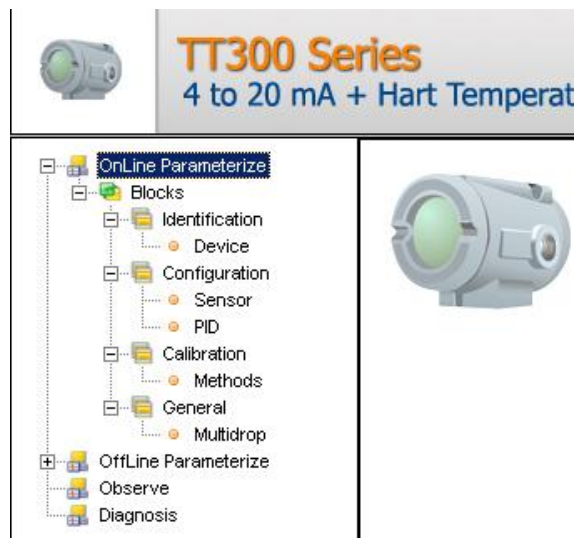 TT300 Series
4 to 20 mA + Hart Temperat
OnLine Parameterize
Blocks
Identification
Device
Configuration
Sensor
PID
Calibration
Methods
General
Multidrop
OffLine Parameterize
Observe
Diagnosis